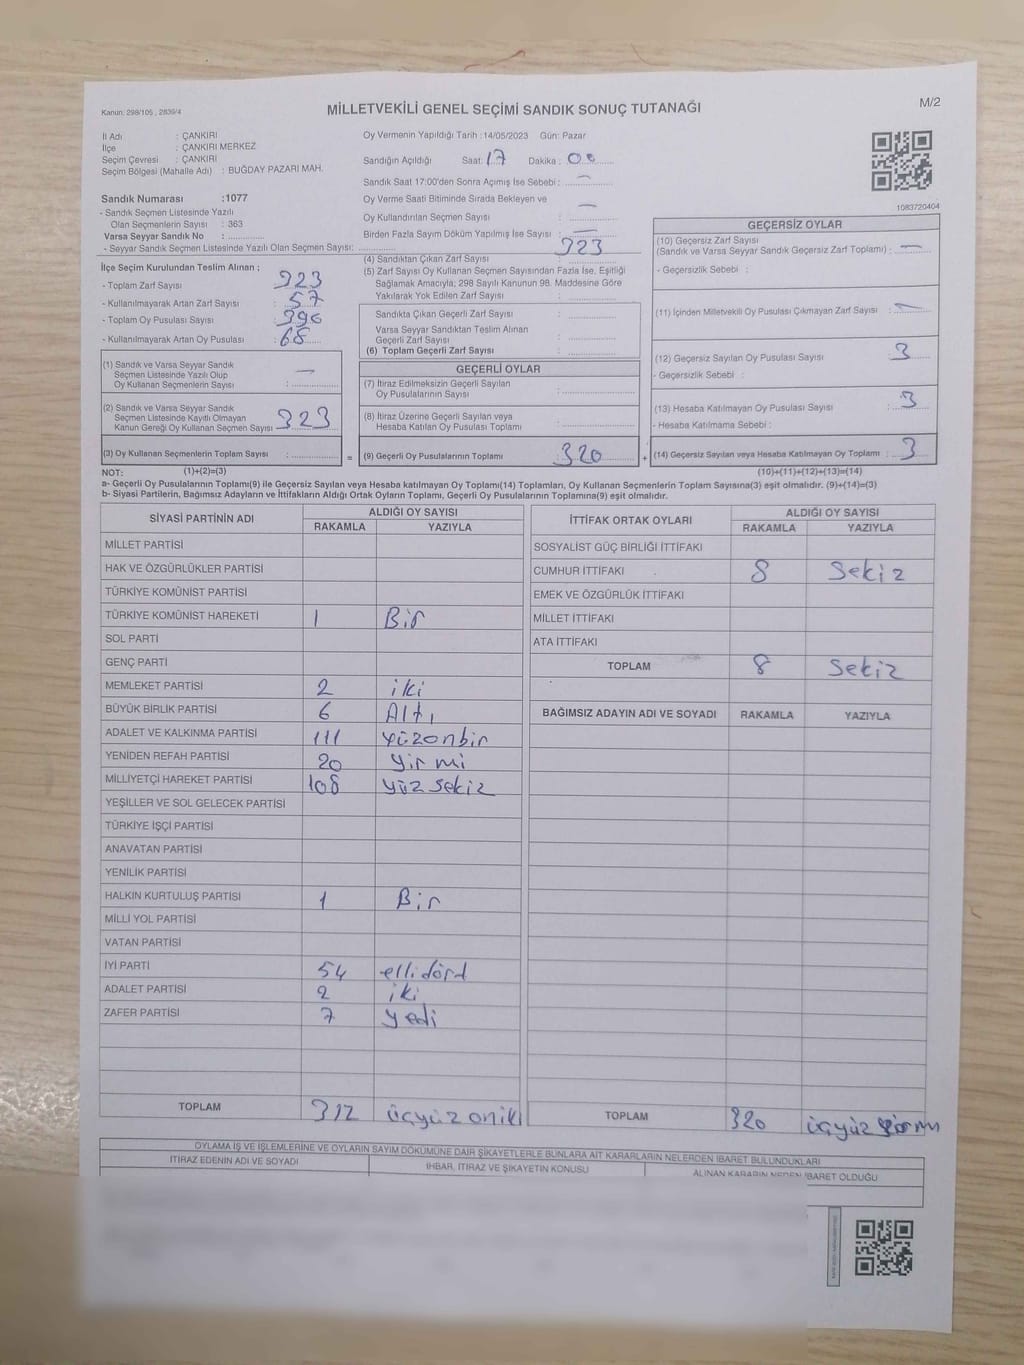 Kanun: 298/105 , 2839/4
MİLLETVEKİLİ GENEL SEÇİMİ SANDIK SONUÇ TUTANAĞI
M/2
İl Adı : ÇANKIRI
İlçe : ÇANKIRI MERKEZ
Seçim Çevresi : ÇANKIRI
Seçim Bölgesi (Mahalle Adı) : BUĞDAY PAZARI MAH.
Sandık Numarası :1077
- Sandık Seçmen Listesinde Yazılı
Olan Seçmenlerin Sayısı : 363
Varsa Seyyar Sandık No :
- Seyyar Sandık Seçmen Listesinde Yazılı Olan Seçmen Sayısı:
Oy Vermenin Yapıldığı Tarih :14/05/2023 Gün: Pazar
Sandığın Açıldığı Saat: 17 Dakika : 00
Sandık Saat 17:00'den Sonra Açımış İse Sebebi : —
Oy Verme Saati Bitiminde Sırada Bekleyen ve
Oy Kullandırılan Seçmen Sayısı : —
Birden Fazla Sayım Döküm Yapılmış İse Sayısı : —
1083720404
İlçe Seçim Kurulundan Teslim Alınan ;
- Toplam Zarf Sayısı : 323
- Kullanılmayarak Artan Zarf Sayısı : 57
- Toplam Oy Pusulası Sayısı : 396
- Kullanılmayarak Artan Oy Pusulası : 68
(1) Sandık ve Varsa Seyyar Sandık
Seçmen Listesinde Yazılı Olup
Oy Kullanan Seçmenlerin Sayısı : —
(2) Sandık ve Varsa Seyyar Sandık
Seçmen Listesinde Kayıtlı Olmayan
Kanun Gereği Oy Kullanan Seçmen Sayısı : 323
(3) Oy Kullanan Seçmenlerin Toplam Sayısı :
(4) Sandıktan Çıkan Zarf Sayısı : 323
(5) Zarf Sayısı Oy Kullanan Seçmen Sayısından Fazla İse, Eşitliği
Sağlamak Amacıyla; 298 Sayılı Kanunun 98. Maddesine Göre
Yakılarak Yok Edilen Zarf Sayısı :
Sandıkta Çıkan Geçerli Zarf Sayısı :
Varsa Seyyar Sandıktan Teslim Alınan
Geçerli Zarf Sayısı :
(6) Toplam Geçerli Zarf Sayısı :
GEÇERLİ OYLAR
(7) İtiraz Edilmeksizin Geçerli Sayılan
Oy Pusulalarının Sayısı :
(8) İtiraz Üzerine Geçerli Sayılan veya
Hesaba Katılan Oy Pusulası Toplamı :
= (9) Geçerli Oy Pusulalarının Toplamı : 320
GEÇERSİZ OYLAR
(10) Geçersiz Zarf Sayısı
(Sandık ve Varsa Seyyar Sandık Geçersiz Zarf Toplamı) : —
- Geçersizlik Sebebi :
(11) İçinden Milletvekili Oy Pusulası Çıkmayan Zarf Sayısı : —
(12) Geçersiz Sayılan Oy Pusulası Sayısı : 3
- Geçersizlik Sebebi :
(13) Hesaba Katılmayan Oy Pusulası Sayısı : 3
- Hesaba Katılmama Sebebi :
+ (14) Geçersiz Sayılan veya Hesaba Katılmayan Oy Toplamı : 3
NOT: (1)+(2)=(3)
(10)+(11)+(12)+(13)=(14)
a- Geçerli Oy Pusulalarının Toplamı(9) ile Geçersiz Sayılan veya Hesaba katılmayan Oy Toplamı(14) Toplamları, Oy Kullanan Seçmenlerin Toplam Sayısına(3) eşit olmalıdır. (9)+(14)=(3)
b- Siyasi Partilerin, Bağımsız Adayların ve İttifakların Aldığı Ortak Oyların Toplamı, Geçerli Oy Pusulalarının Toplamına(9) eşit olmalıdır.
SİYASİ PARTİNİN ADI
ALDIĞI OY SAYISI
RAKAMLA YAZIYLA
MİLLET PARTİSİ
HAK VE ÖZGÜRLÜKLER PARTİSİ
TÜRKİYE KOMÜNİST PARTİSİ
TÜRKİYE KOMÜNİST HAREKETİ 1 Bir
SOL PARTİ
GENÇ PARTİ
MEMLEKET PARTİSİ 2 iki
BÜYÜK BİRLİK PARTİSİ 6 Altı
ADALET VE KALKINMA PARTİSİ 111 yüzonbir
YENİDEN REFAH PARTİSİ 20 yirmi
MİLLİYETÇİ HAREKET PARTİSİ 108 yüz sekiz
YEŞİLLER VE SOL GELECEK PARTİSİ
TÜRKİYE İŞÇİ PARTİSİ
ANAVATAN PARTİSİ
YENİLİK PARTİSİ
HALKIN KURTULUŞ PARTİSİ 1 Bir
MİLLİ YOL PARTİSİ
VATAN PARTİSİ
İYİ PARTİ 54 elli dörd
ADALET PARTİSİ 2 iki
ZAFER PARTİSİ 7 yedi
TOPLAM 312 üçyüz oniki
İTTİFAK ORTAK OYLARI
ALDIĞI OY SAYISI
RAKAMLA YAZIYLA
SOSYALİST GÜÇ BİRLİĞİ İTTİFAKI
CUMHUR İTTİFAKI 8 Sekiz
EMEK VE ÖZGÜRLÜK İTTİFAKI
MİLLET İTTİFAKI
ATA İTTİFAKI
TOPLAM 8 Sekiz
BAĞIMSIZ ADAYIN ADI VE SOYADI RAKAMLA YAZIYLA
TOPLAM 320 üçyüz
OYLAMA İŞ VE İŞLEMLERİNE VE OYLARIN SAYIM DÖKÜMÜNE DAİR ŞİKAYETLERLE BUNLARA AİT KARARLARIN NELERDEN İBARET BULUNDUKLARI
İTİRAZ EDENİN ADI VE SOYADI
İHBAR, İTİRAZ VE ŞİKAYETİN KONUSU
ALINAN KARARIN NEDEN İBARET OLDUĞU